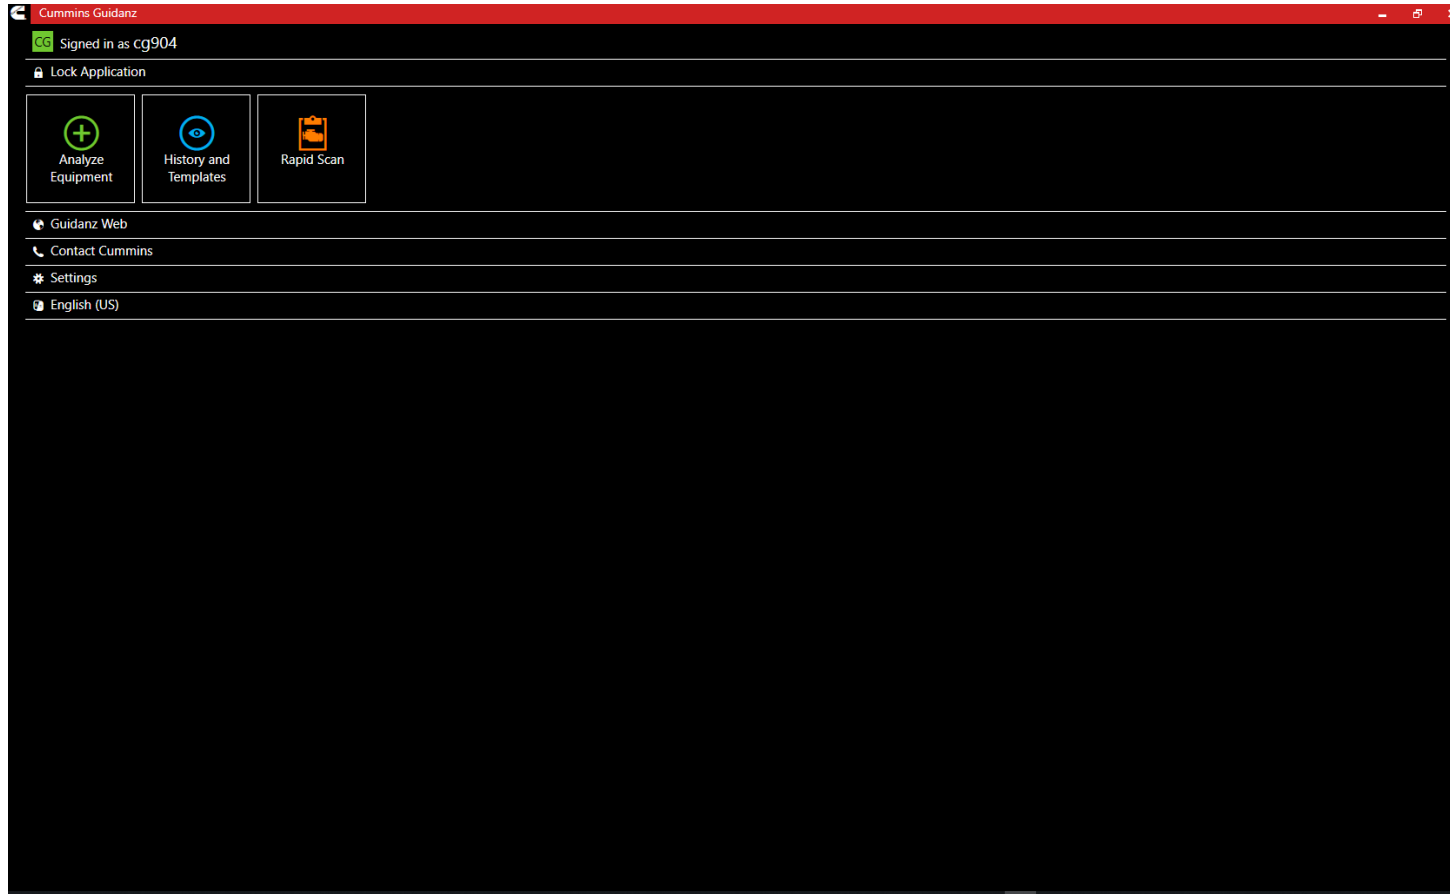 Cummins Guidanz
CG Signed in as cg904
Lock Application
Analyze
Equipment
History and
Templates
Rapid Scan
Guidanz Web
Contact Cummins
Settings
English (US)